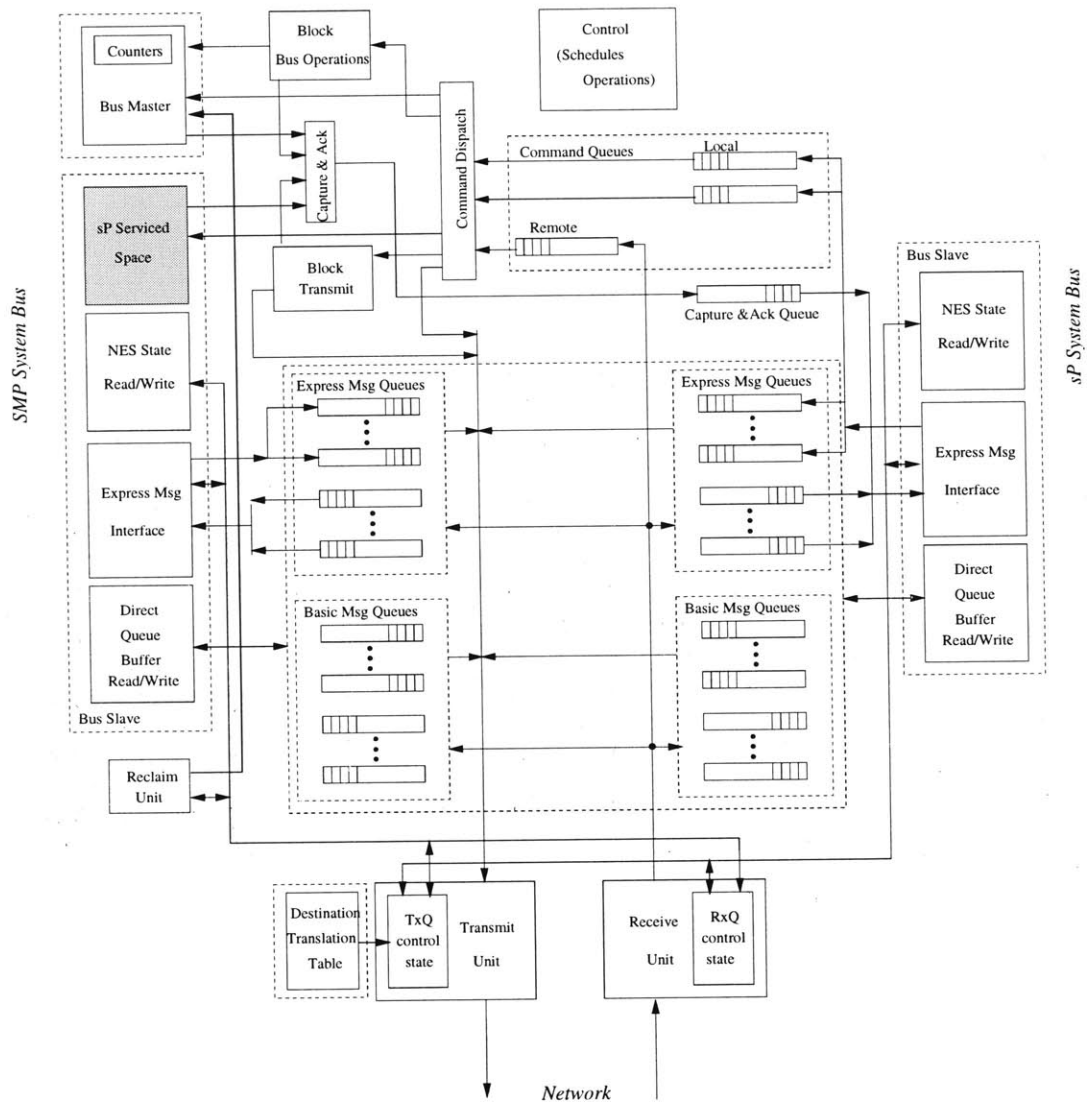 Counters
Bus Master
Block
Bus Operations
Control
(Schedules
Operations)
Capture & Ack
Command Dispatch
Command Queues
Local
Remote
sP Serviced
Space
Block
Transmit
Capture &Ack Queue
SMP System Bus
NES State
Read/Write
Express Msg
Interface
Direct
Queue
Buffer
Read/Write
Bus Slave
Express Msg Queues
Express Msg Queues
Basic Msg Queues
Basic Msg Queues
Bus Slave
NES State
Read/Write
Express Msg
Interface
Direct
Queue
Buffer
Read/Write
sP System Bus
Reclaim
Unit
Destination
Translation
Table
TxQ
control
state
Transmit
Unit
Receive
Unit
RxQ
control
state
Network